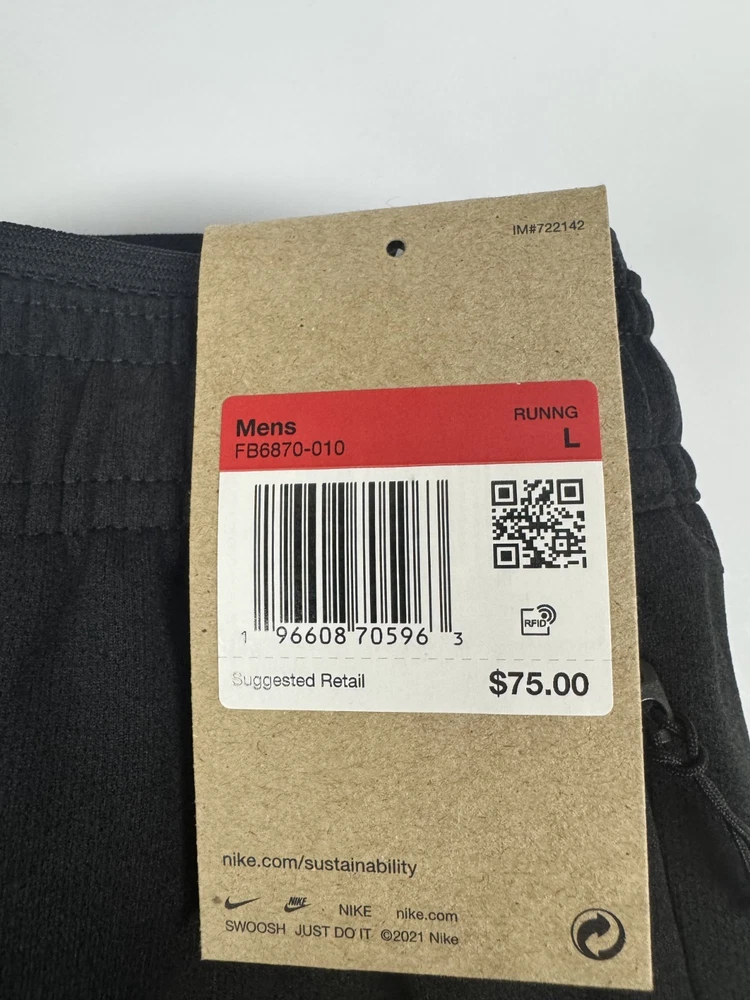 IM#722142
Mens
RUNNG
FB6870-010
L
1 96608 70596 3
RFID
Suggested Retail $75.00
nike.com/sustainability
NIKE NIKE nike.com
SWOOSH JUST DO IT ©2021 Nike